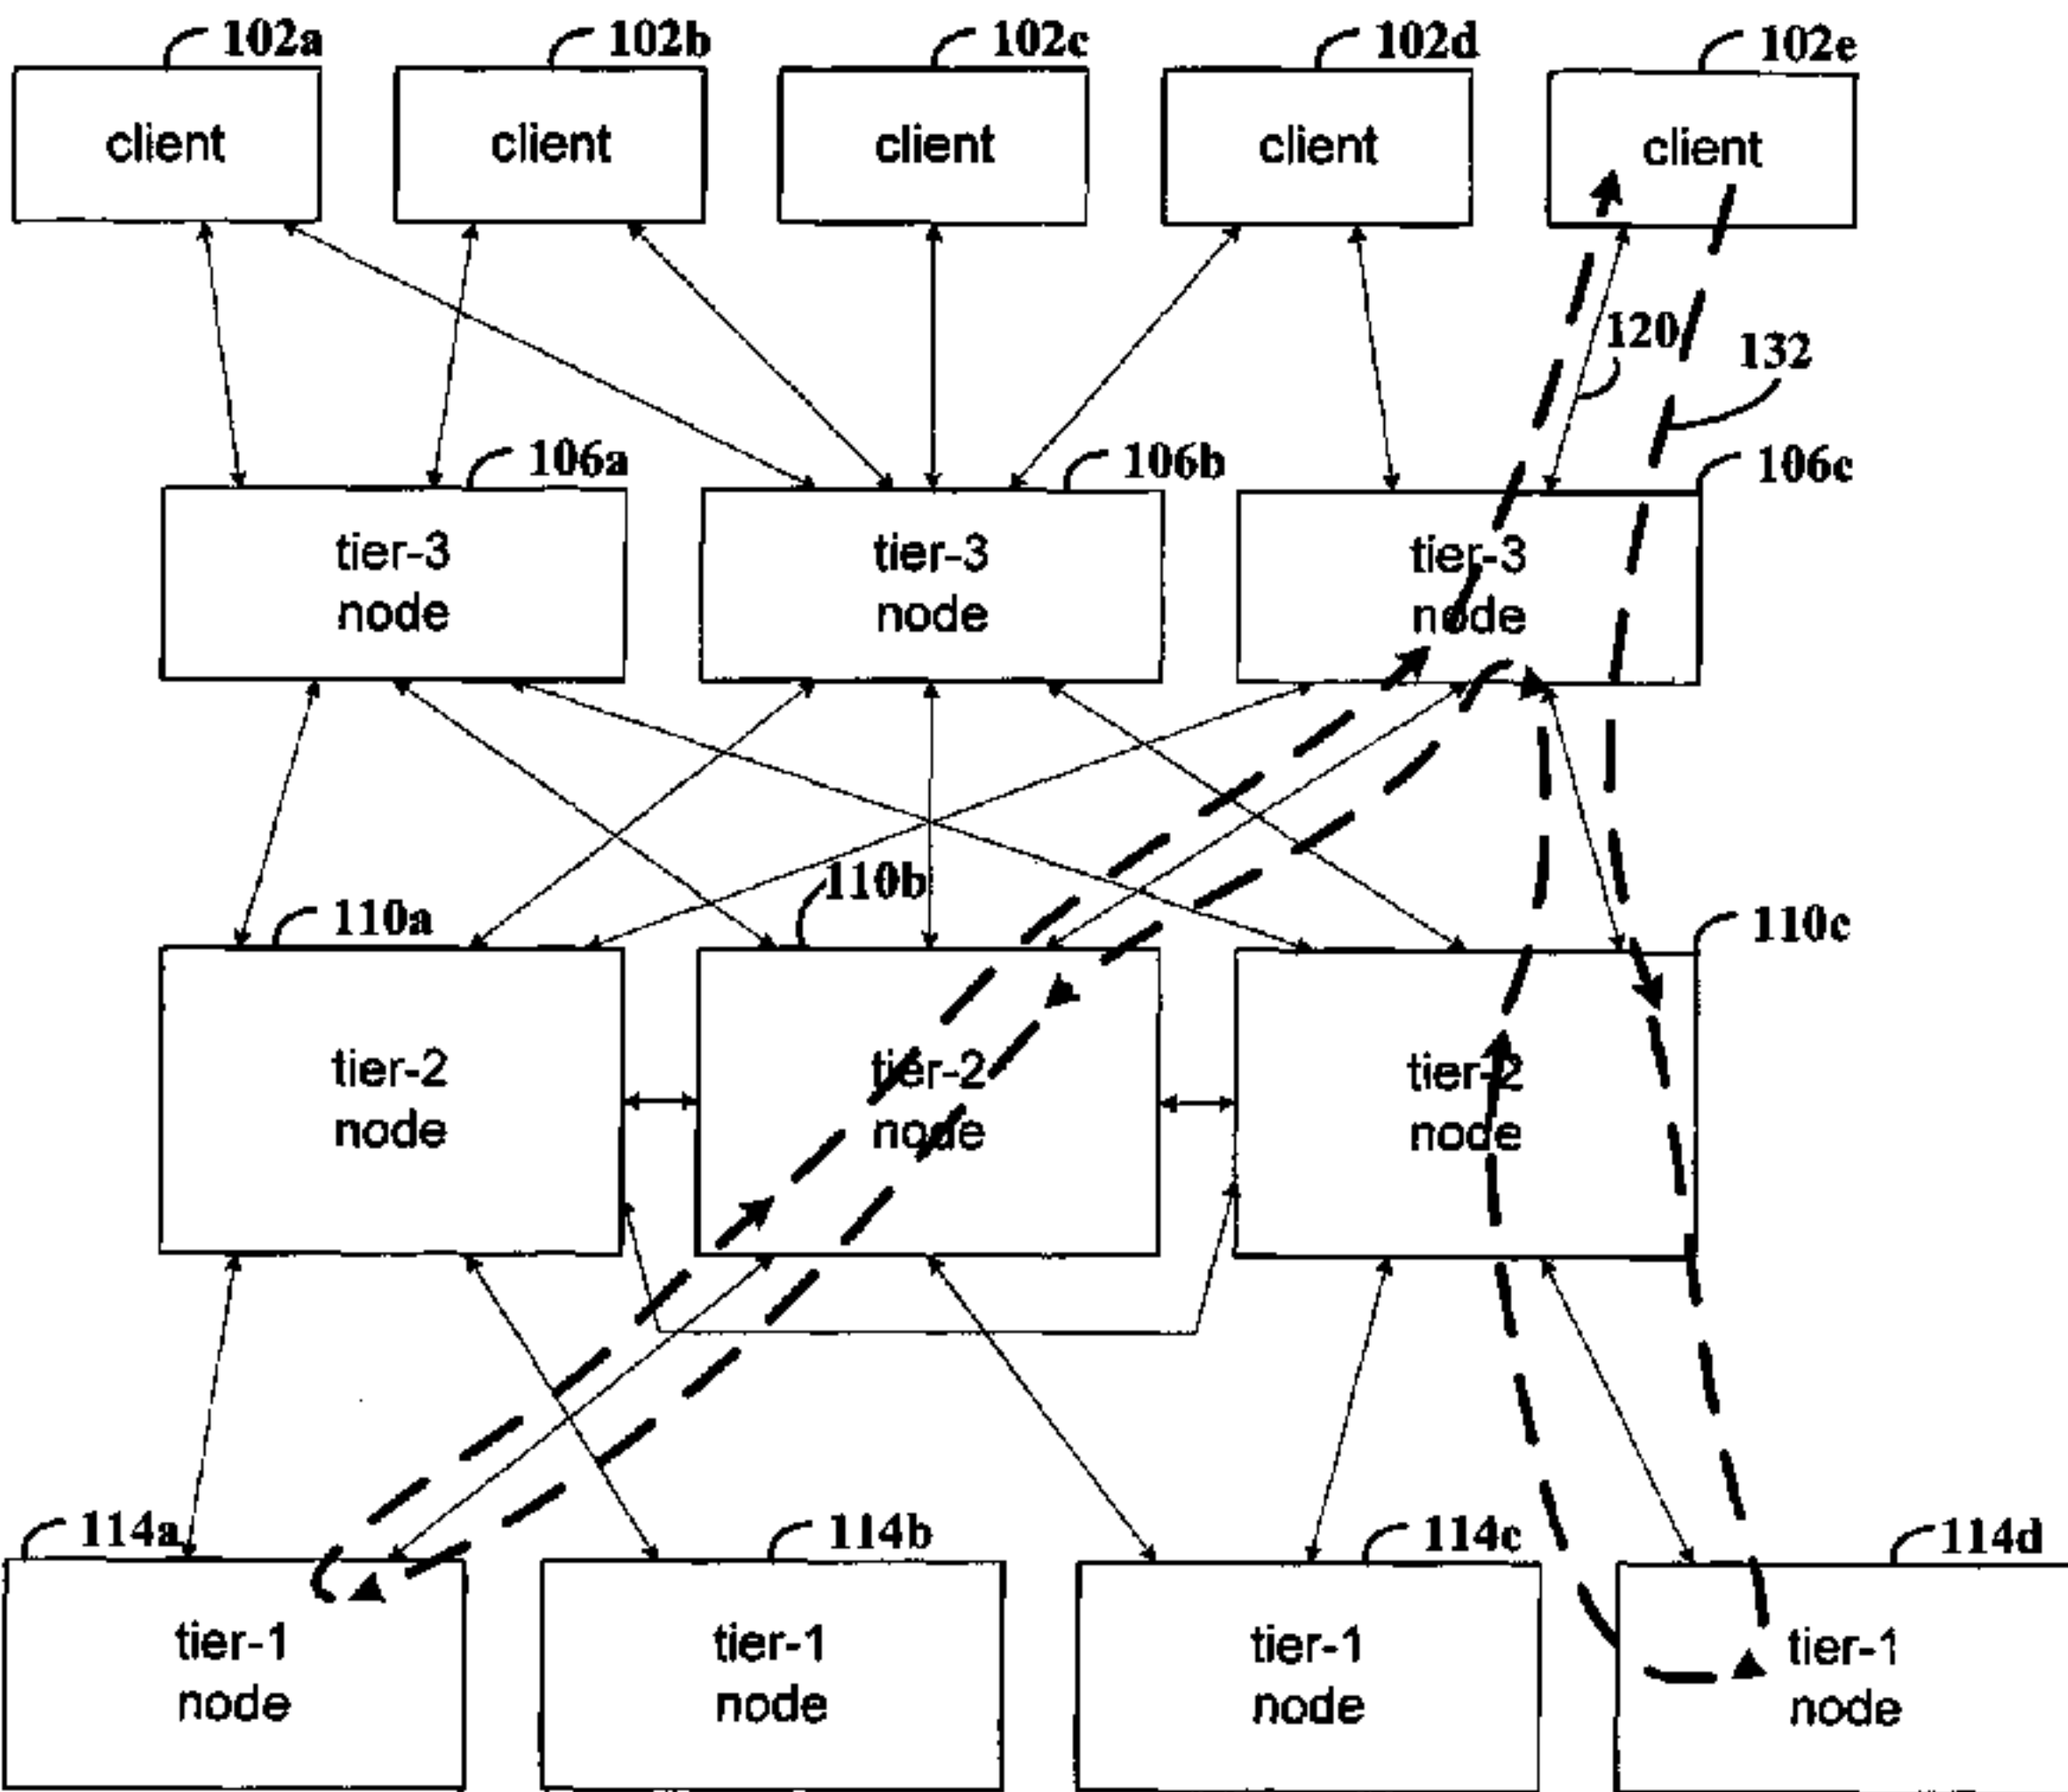 102a
102b
102c
102d
102e
client
client
client
client
client
120
132
106a
106b
106c
tier-3
node
tier-3
node
tier-3
node
110a
110b
110c
tier-2
node
tier-2
node
tier-2
node
114a
114b
114c
114d
tier-1
node
tier-1
node
tier-1
node
tier-1
node